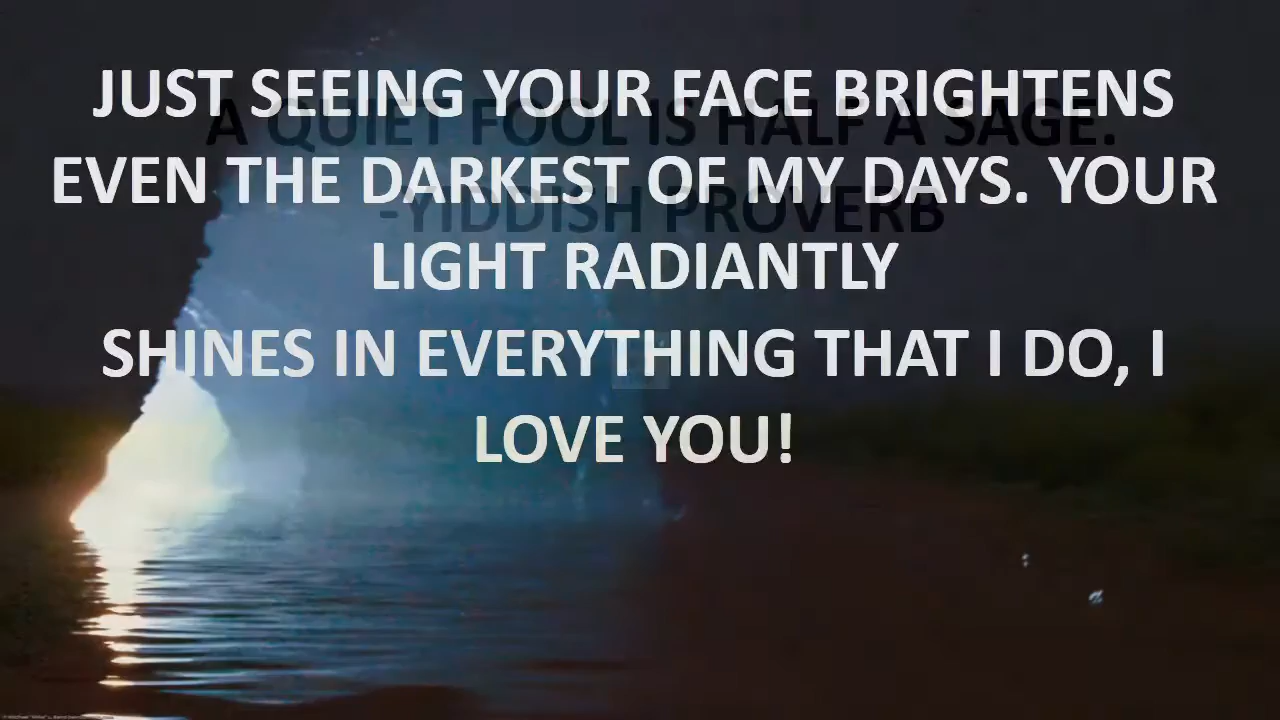 JUST SEEING YOUR FACE BRIGHTENS
EVEN THE DARKEST OF MY DAYS. YOUR
LIGHT RADIANTLY
SHINES IN EVERYTHING THAT I DO, I
LOVE YOU!
A QUIET FOOL IS HALF A SAGE.
-YIDDISH PROVERB